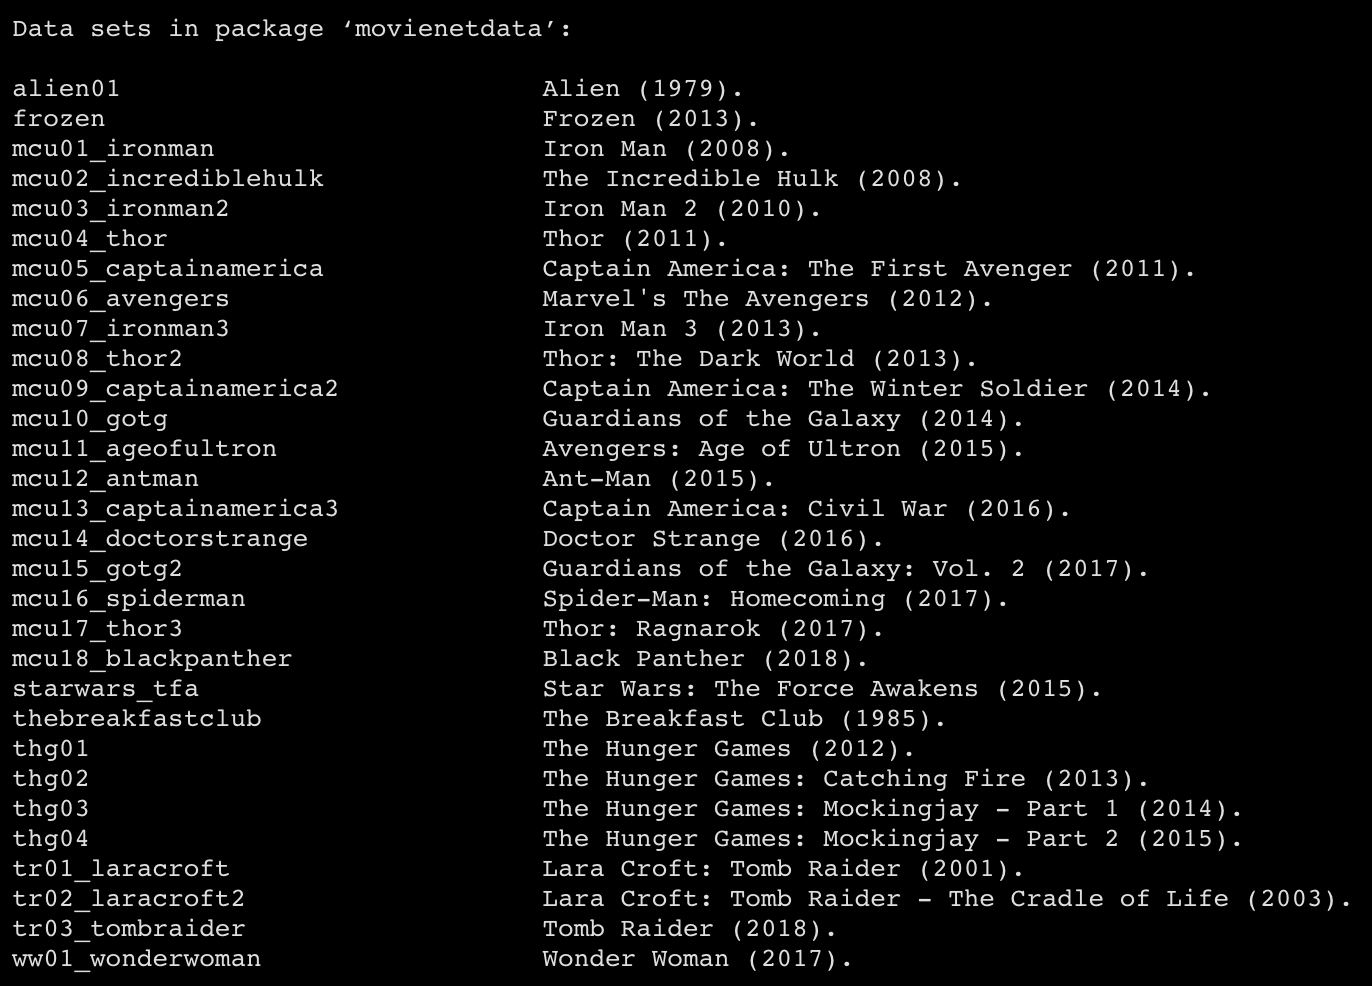 Data sets in package ‘movienetdata’:
alien01 Alien (1979).
frozen Frozen (2013).
mcu01_ironman Iron Man (2008).
mcu02_incrediblehulk The Incredible Hulk (2008).
mcu03_ironman2 Iron Man 2 (2010).
mcu04_thor Thor (2011).
mcu05_captainamerica Captain America: The First Avenger (2011).
mcu06_avengers Marvel's The Avengers (2012).
mcu07_ironman3 Iron Man 3 (2013).
mcu08_thor2 Thor: The Dark World (2013).
mcu09_captainamerica2 Captain America: The Winter Soldier (2014).
mcu10_gotg Guardians of the Galaxy (2014).
mcu11_ageofultron Avengers: Age of Ultron (2015).
mcu12_antman Ant-Man (2015).
mcu13_captainamerica3 Captain America: Civil War (2016).
mcu14_doctorstrange Doctor Strange (2016).
mcu15_gotg2 Guardians of the Galaxy: Vol. 2 (2017).
mcu16_spiderman Spider-Man: Homecoming (2017).
mcu17_thor3 Thor: Ragnarok (2017).
mcu18_blackpanther Black Panther (2018).
starwars_tfa Star Wars: The Force Awakens (2015).
thebreakfastclub The Breakfast Club (1985).
thg01 The Hunger Games (2012).
thg02 The Hunger Games: Catching Fire (2013).
thg03 The Hunger Games: Mockingjay - Part 1 (2014).
thg04 The Hunger Games: Mockingjay - Part 2 (2015).
tr01_laracroft Lara Croft: Tomb Raider (2001).
tr02_laracroft2 Lara Croft: Tomb Raider - The Cradle of Life (2003).
tr03_tombraider Tomb Raider (2018).
ww01_wonderwoman Wonder Woman (2017).